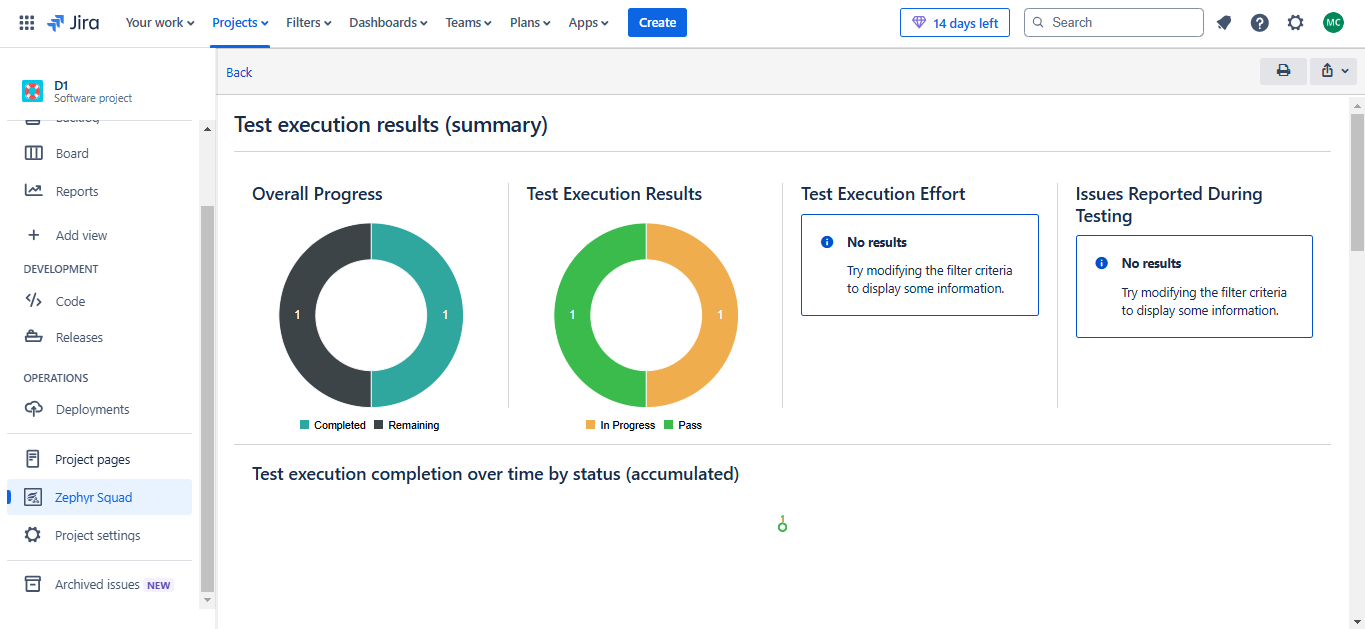 Jira
Your work
Projects
Filters
Dashboards
Teams
Plans
Apps
Create
14 days left
Search
MC
D1
Software project
Backlog
Board
Reports
Add view
DEVELOPMENT
Code
Releases
OPERATIONS
Deployments
Project pages
Zephyr Squad
Project settings
Archived issues NEW
Back
Test execution results (summary)
Overall Progress
1 1
Completed Remaining
Test Execution Results
1 1
In Progress Pass
Test Execution Effort
No results
Try modifying the filter criteria
to display some information.
Issues Reported During
Testing
No results
Try modifying the filter criteria
to display some information.
Test execution completion over time by status (accumulated)
1